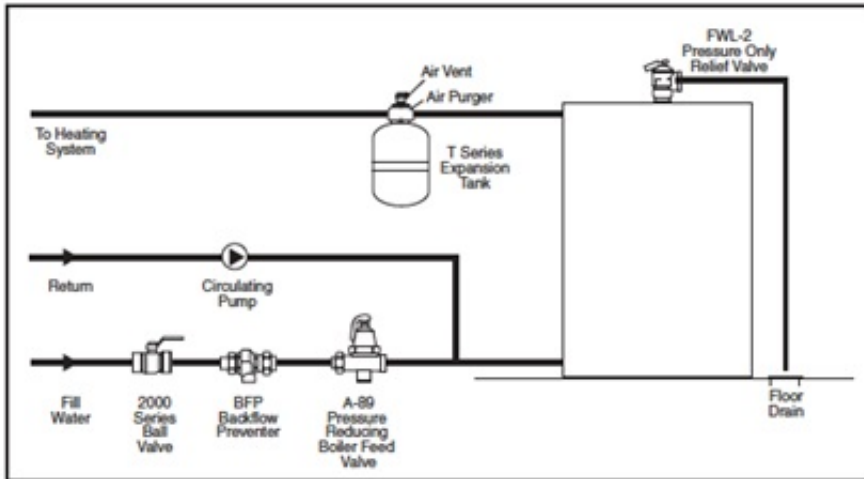 FWL-2
Pressure Only
Relief Valve
Air Vent
Air Purger
To Heating
System
T Series
Expansion
Tank
Return
Circulating
Pump
Fill
Water
2000
Series
Ball
Valve
BFP
Backflow
Preventer
A-89
Pressure
Reducing
Boiler Feed
Valve
Floor
Drain